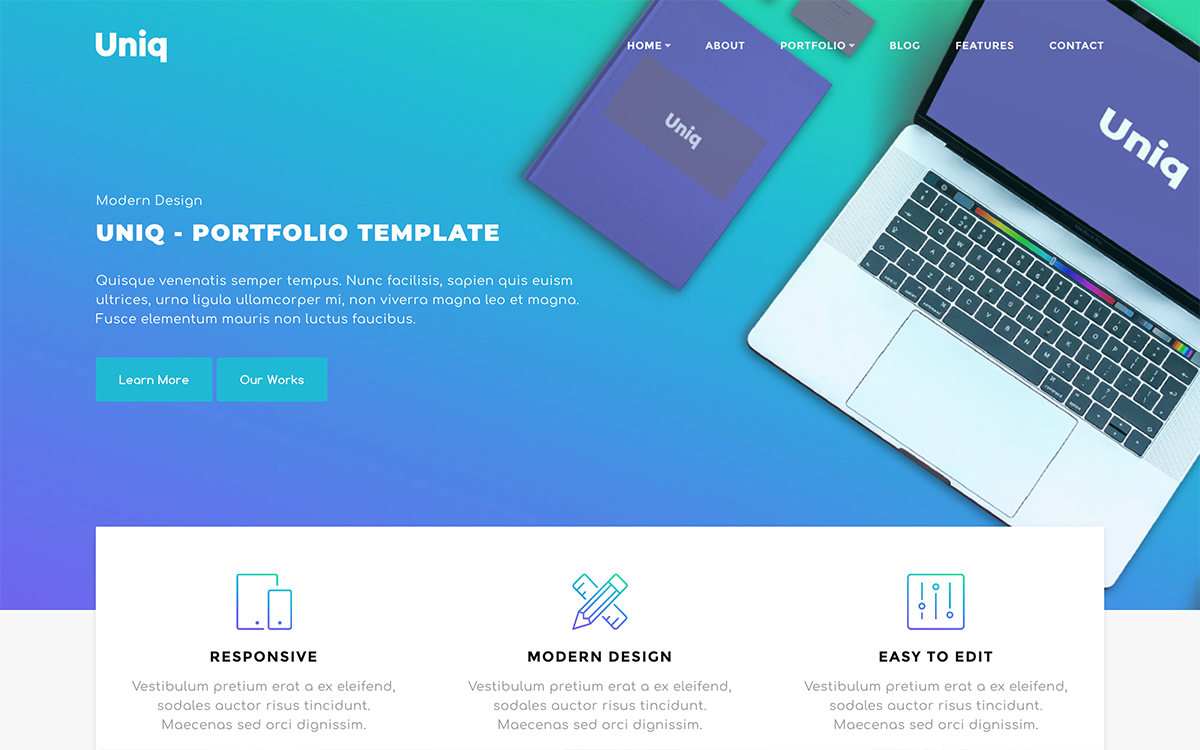 Uniq
HOME ABOUT PORTFOLIO BLOG FEATURES CONTACT
Uniq
Uniq
Modern Design
UNIQ - PORTFOLIO TEMPLATE
Quisque venenatis semper tempus. Nunc facilisis, sapien quis euism
ultrices, urna ligula ullamcorper mi, non viverra magna leo et magna.
Fusce elementum mauris non luctus faucibus.
Learn More
Our Works
RESPONSIVE
Vestibulum pretium erat a ex eleifend,
sodales auctor risus tincidunt.
Maecenas sed orci dignissim.
MODERN DESIGN
Vestibulum pretium erat a ex eleifend,
sodales auctor risus tincidunt.
Maecenas sed orci dignissim.
EASY TO EDIT
Vestibulum pretium erat a ex eleifend,
sodales auctor risus tincidunt.
Maecenas sed orci dignissim.